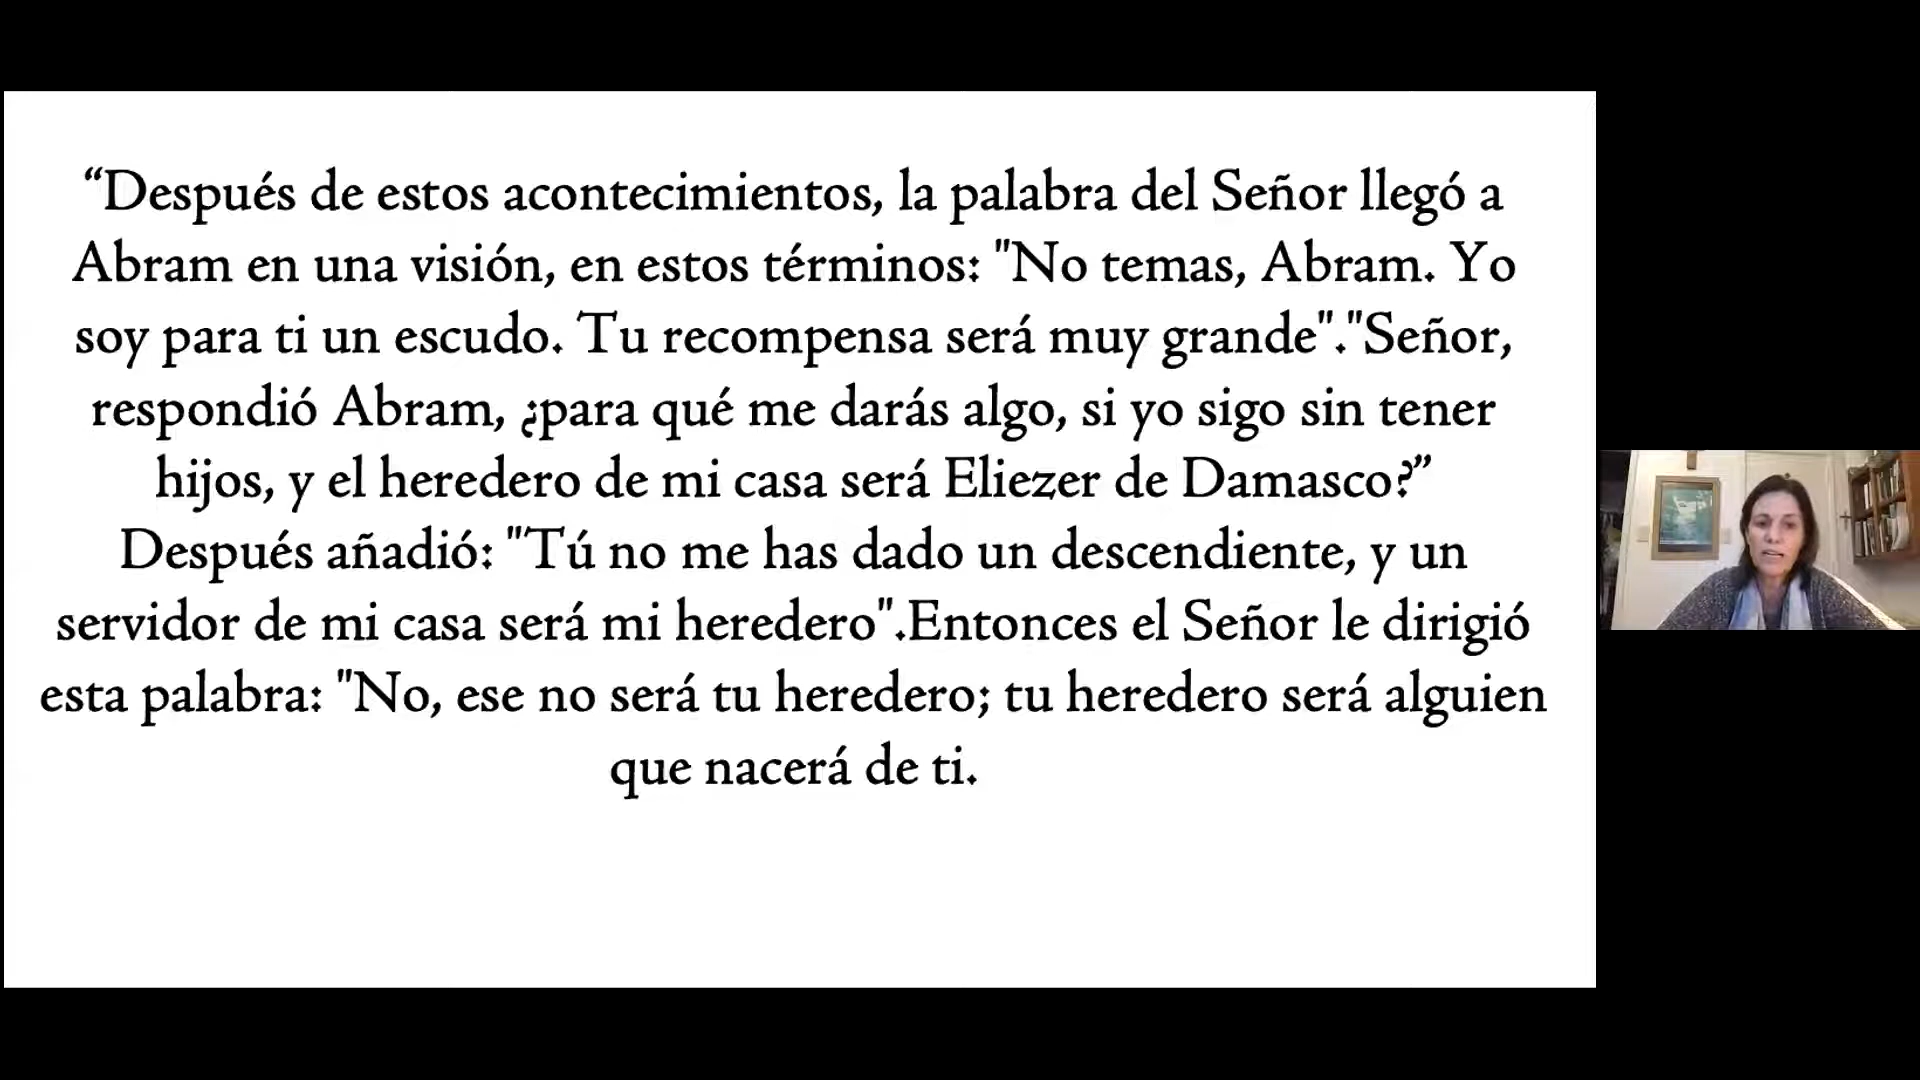 “Después de estos acontecimientos, la palabra del Señor llegó a
Abram en una visión, en estos términos: "No temas, Abram. Yo
soy para ti un escudo. Tu recompensa será muy grande"."Señor,
respondió Abram, ¿para qué me darás algo, si yo sigo sin tener
hijos, y el heredero de mi casa será Eliezer de Damasco?”
Después añadió: "Tú no me has dado un descendiente, y un
servidor de mi casa será mi heredero".Entonces el Señor le dirigió
esta palabra: "No, ese no será tu heredero; tu heredero será alguien
que nacerá de ti.